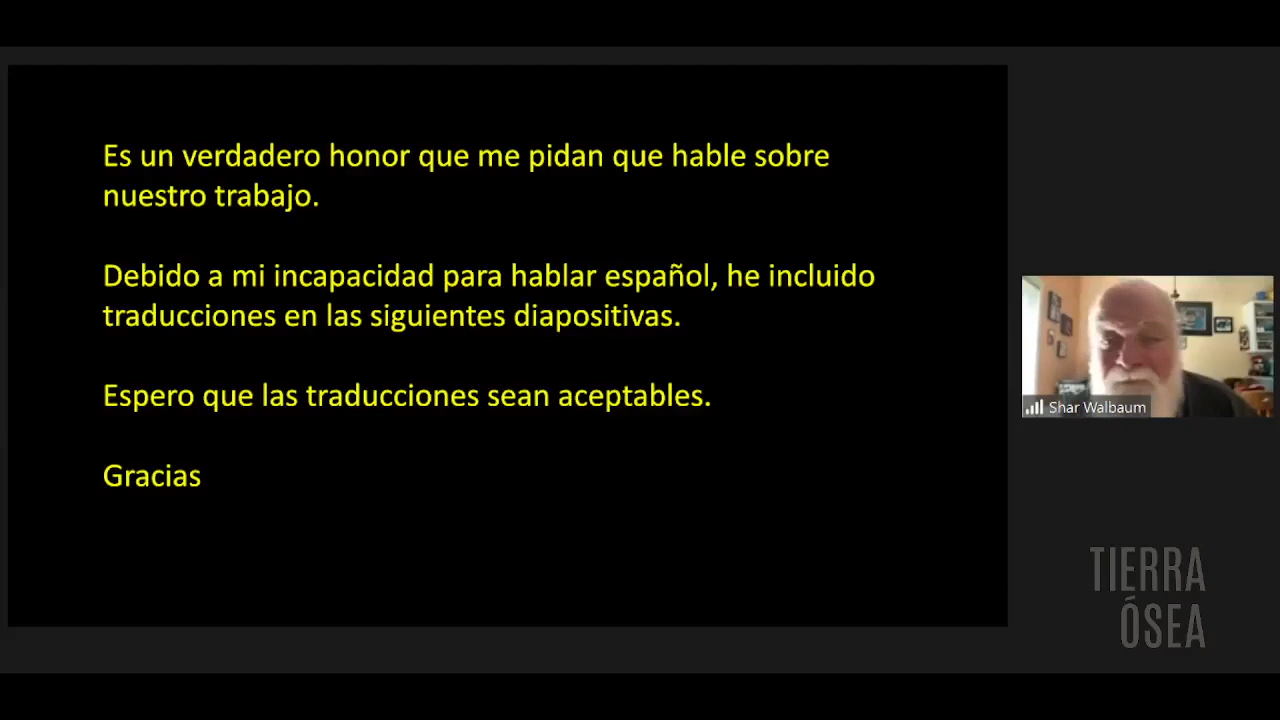 Es un verdadero honor que me pidan que hable sobre
nuestro trabajo.
Debido a mi incapacidad para hablar español, he incluido
traducciones en las siguientes diapositivas.
Espero que las traducciones sean aceptables.
Gracias
Shar Walbaum
TIERRA
ÓSEA